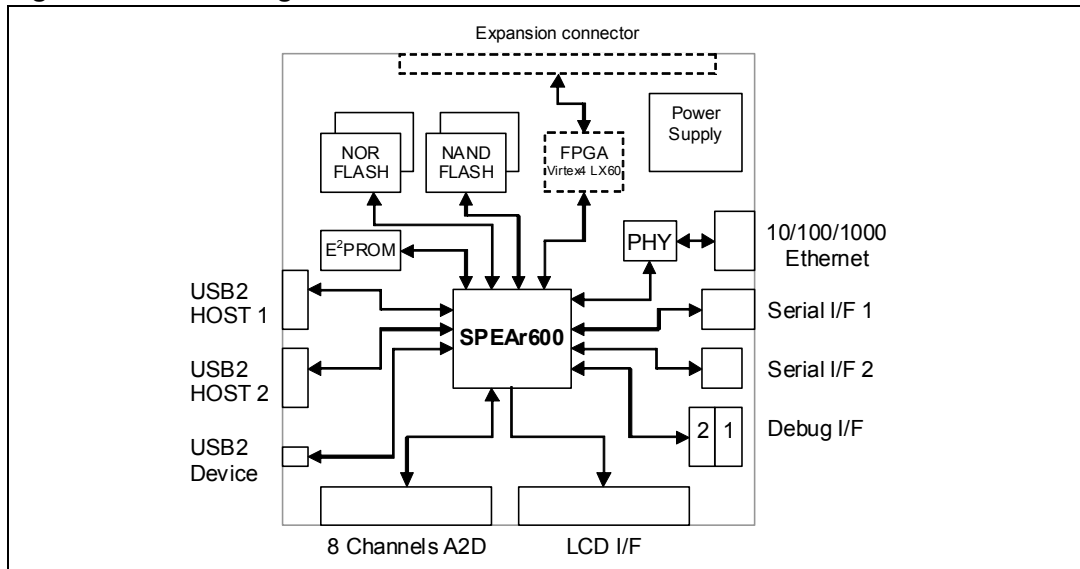 Expansion connector
Power
Supply
NOR
FLASH
NAND
FLASH
FPGA
Virtex4 LX60
E²PROM
PHY
10/100/1000
Ethernet
USB2
HOST 1
SPEAr600
Serial I/F 1
USB2
HOST 2
Serial I/F 2
2 1
Debug I/F
USB2
Device
8 Channels A2D
LCD I/F